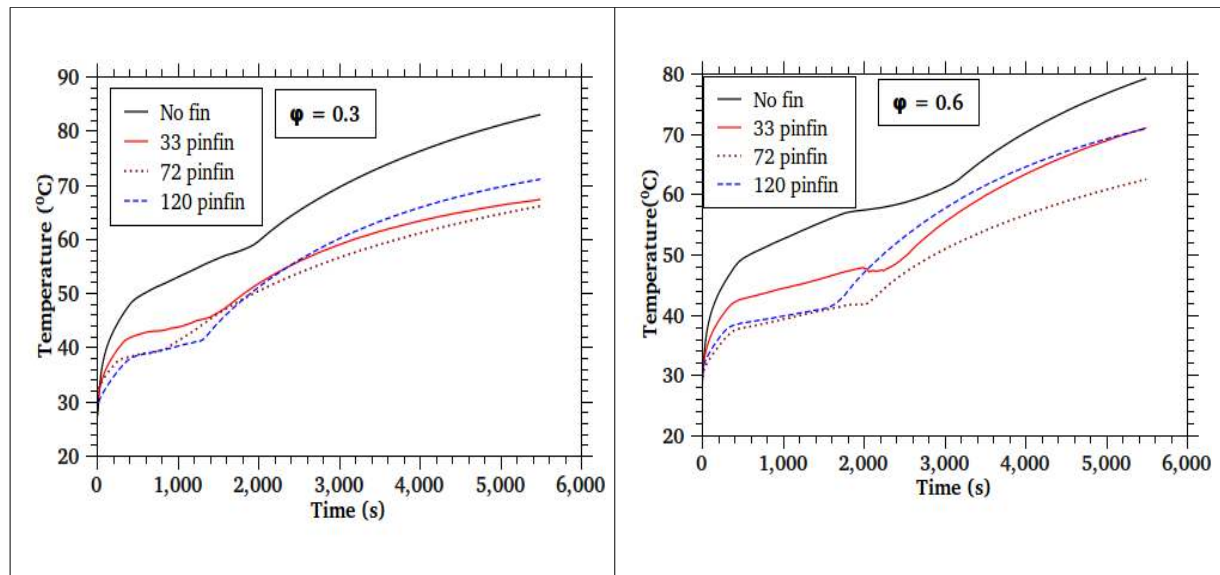 90
80
70
60
50
40
30
20
Temperature (⁰C)
No fin
33 pinfin
72 pinfin
120 pinfin
φ = 0.3
0 1,000 2,000 3,000 4,000 5,000 6,000
Time (s)
80
70
60
50
40
30
20
Temperature(⁰C)
No fin
33 pinfin
72 pinfin
120 pinfin
φ = 0.6
0 1,000 2,000 3,000 4,000 5,000 6,000
Time (s)